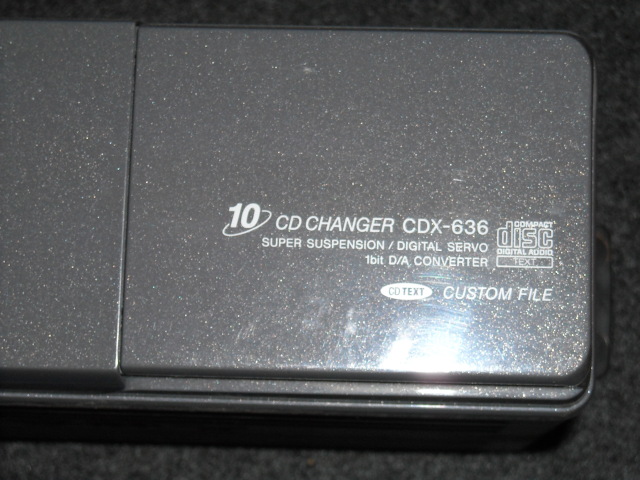 10 CD CHANGER CDX-636
SUPER SUSPENSION / DIGITAL SERVO
1bit D/A CONVERTER
COMPACT
disc
DIGITAL AUDIO
TEXT
CD TEXT CUSTOM FILE